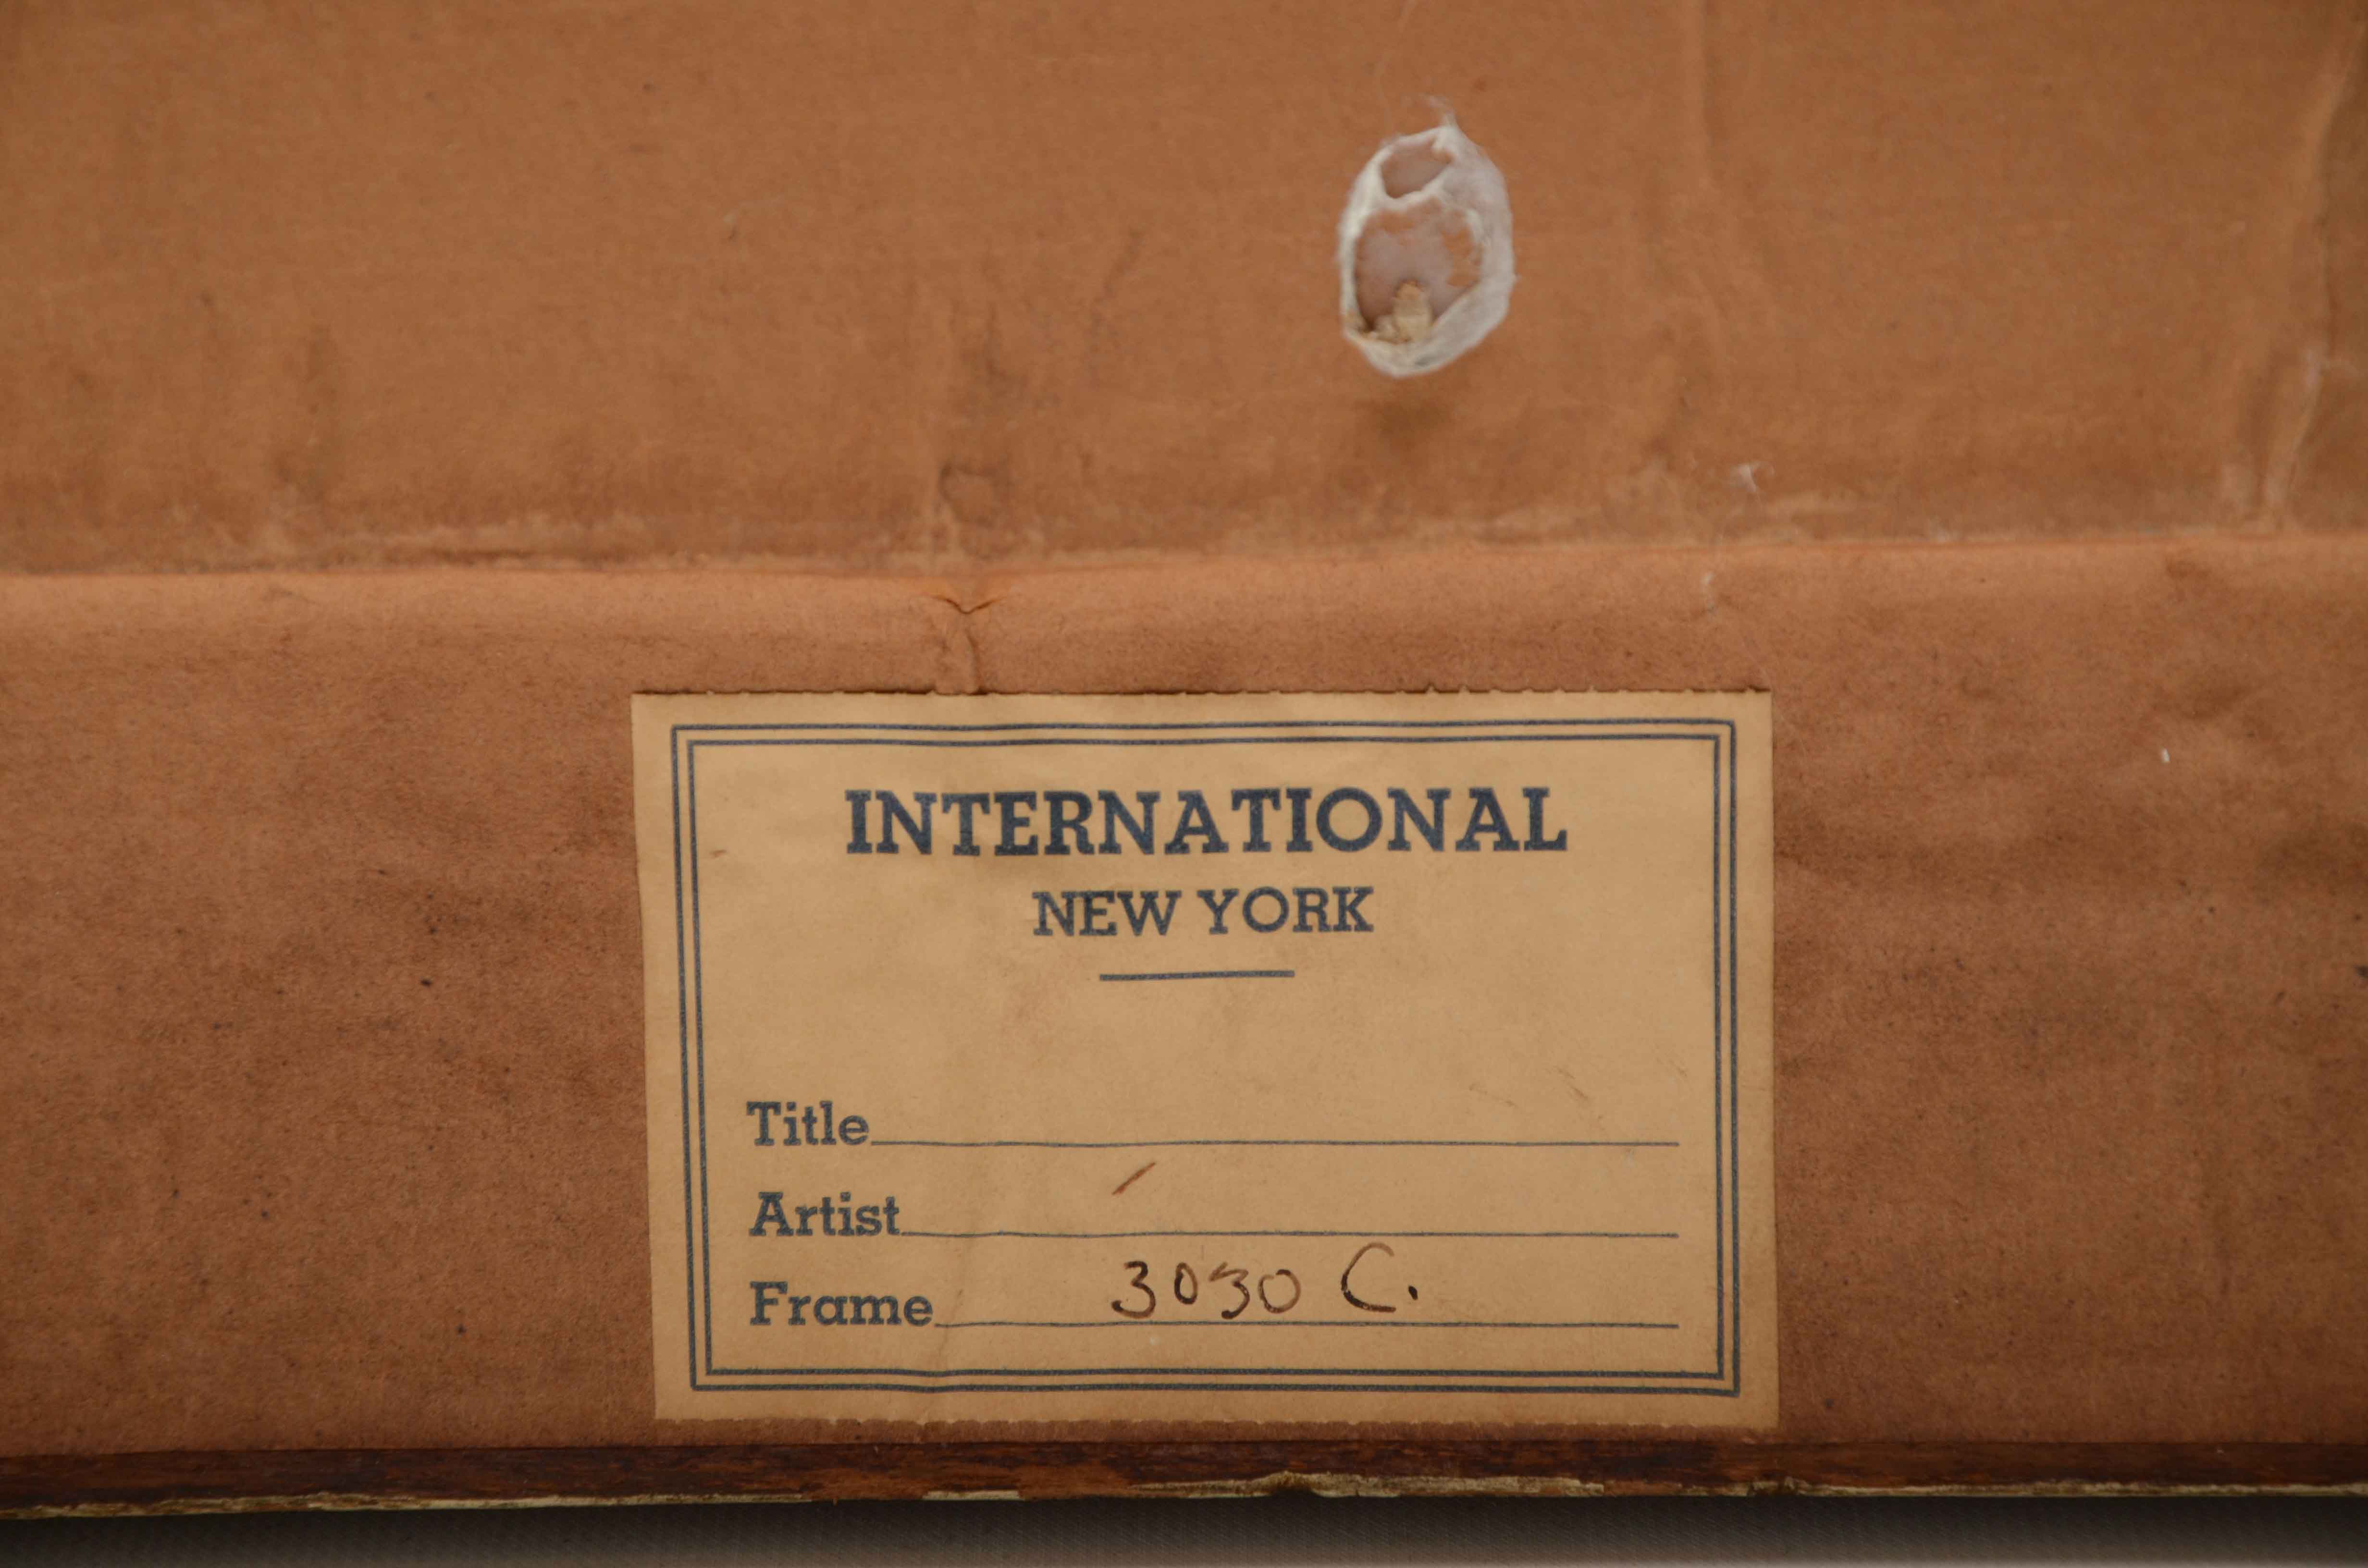 INTERNATIONAL
NEW YORK
Title
Artist
Frame 3030 C.